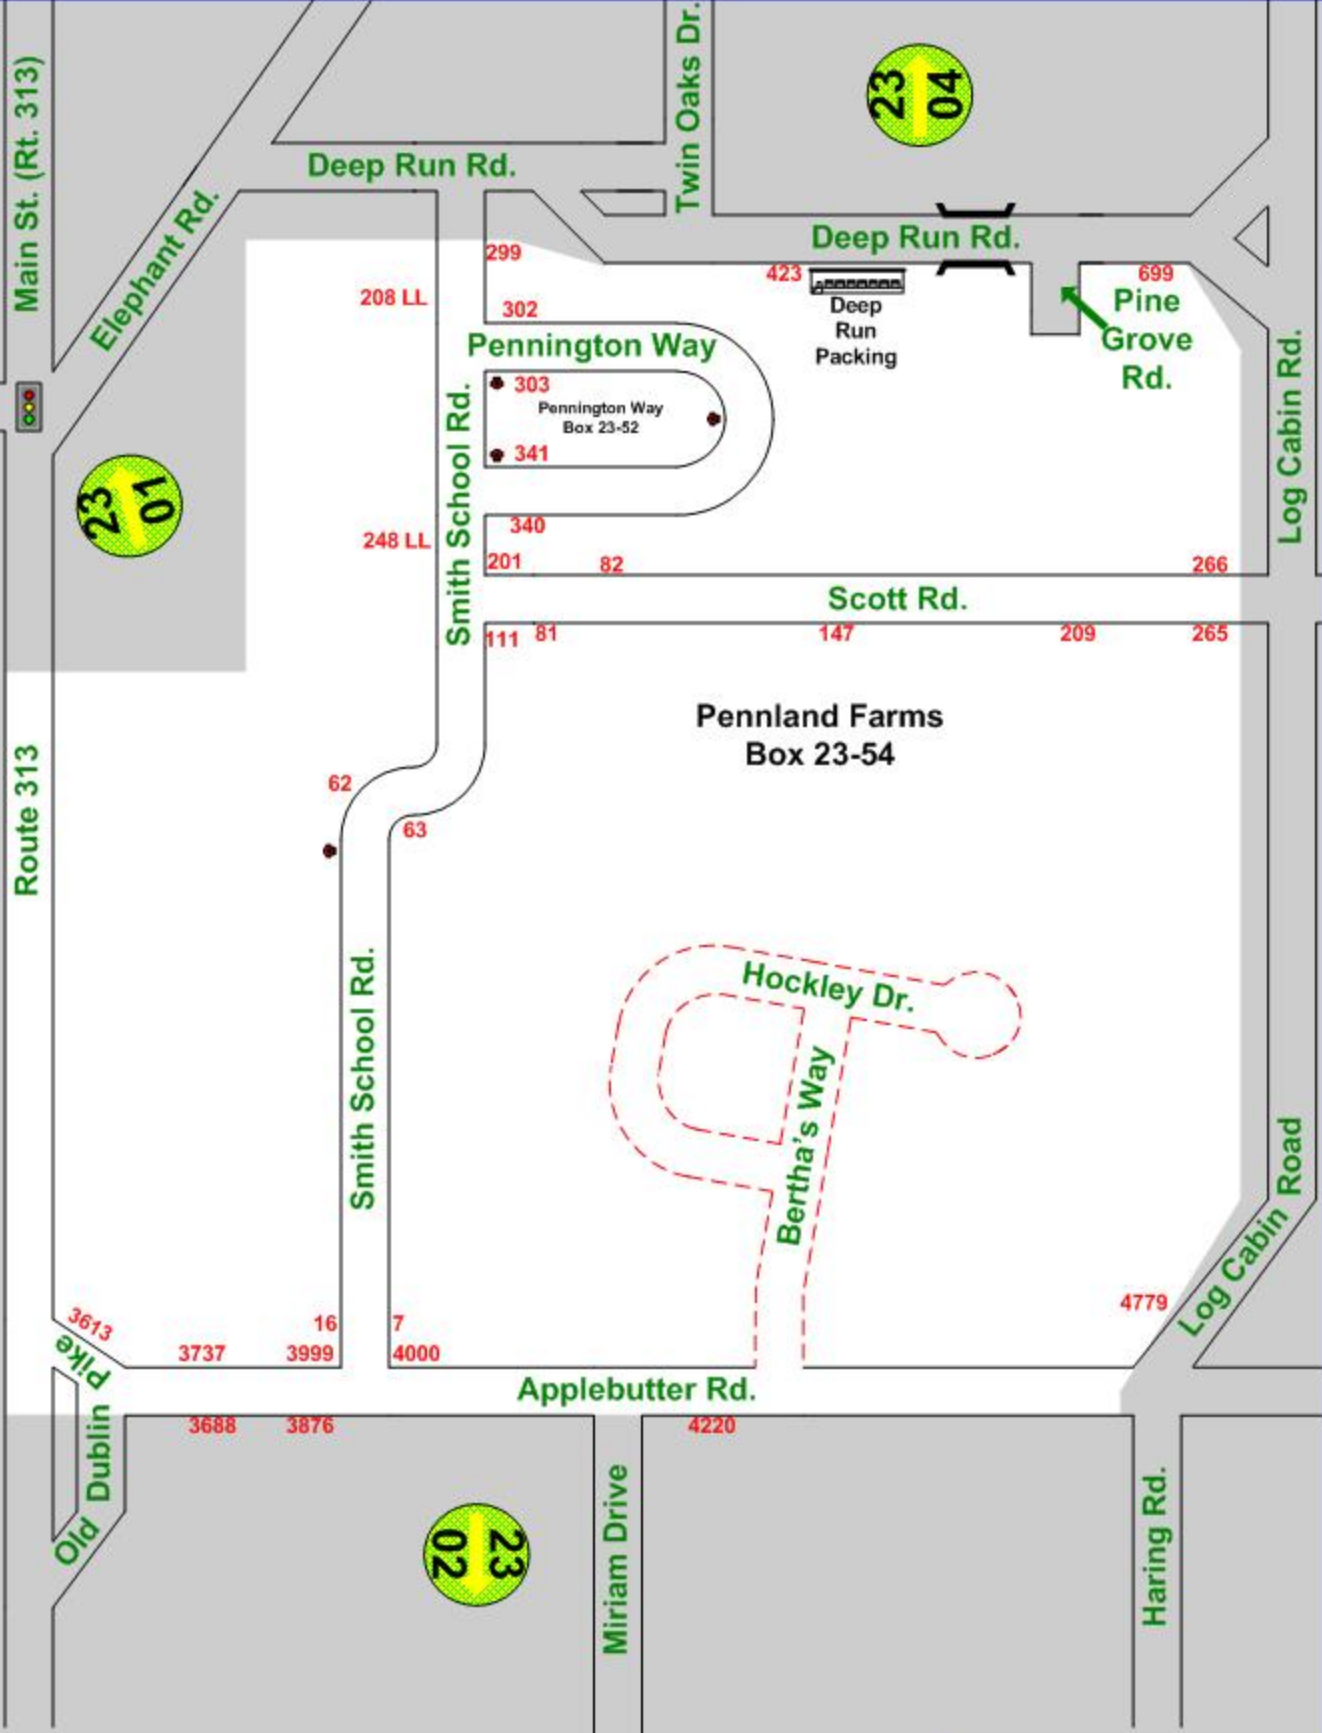 Main St. (Rt. 313)
Elephant Rd.
Deep Run Rd.
Twin Oaks Dr.
23
04
Deep Run Rd.
299
208 LL
423
699
302
Deep
Run
Packing
Pine
Grove
Rd.
Pennington Way
303
Pennington Way
Box 23-52
341
Smith School Rd.
Log Cabin Rd.
23
01
340
248 LL
201
82
266
Scott Rd.
111
81
147
209
265
Pennland Farms
Box 23-54
Route 313
62
63
Smith School Rd.
Hockley Dr.
Bertha's Way
Log Cabin Road
4779
3613
16
7
3737
3999
4000
Old Dublin Pike
Applebutter Rd.
3688
3876
4220
23
02
Miriam Drive
Haring Rd.